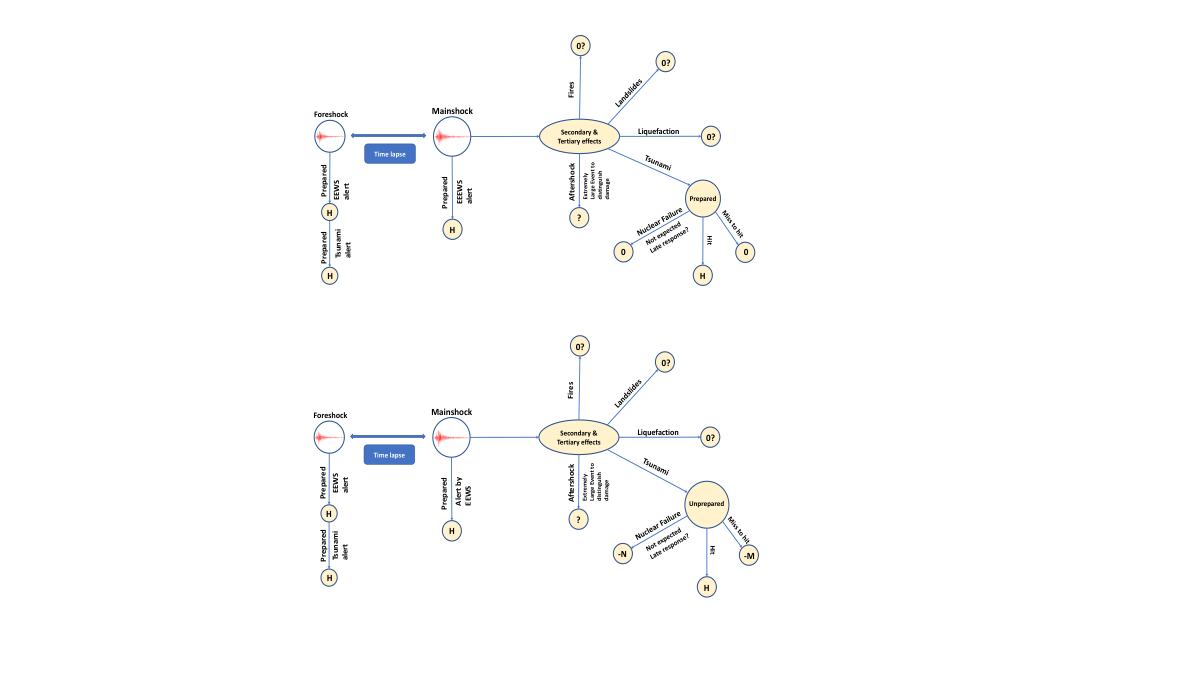 0?
0?
Fires
Landslides
Mainshock
Foreshock
Secondary &
Tertiary effects
Liquefaction
0?
Time lapse
Tsunami
Prepared
EEWS
alert
Prepared
EEEWS
alert
Aftershock
Extremely
Large Event to
distinguish
damage
Prepared
H
?
H
Nuclear Failure
Not expected
Late response?
Hit
Miss to hit
Prepared
Tsunami
alert
0
0
H
H
0?
0?
Fires
Landslides
Mainshock
Foreshock
Secondary &
Tertiary effects
Liquefaction
0?
Time lapse
Tsunami
Prepared
EEWS
alert
Prepared
Alert by
EEWS
Aftershock
Extremely
Large Event to
distinguish
damage
Unprepared
H
?
H
Nuclear Failure
Not expected
Late response?
Hit
Miss to hit
Prepared
Tsunami
alert
-N
-M
H
H